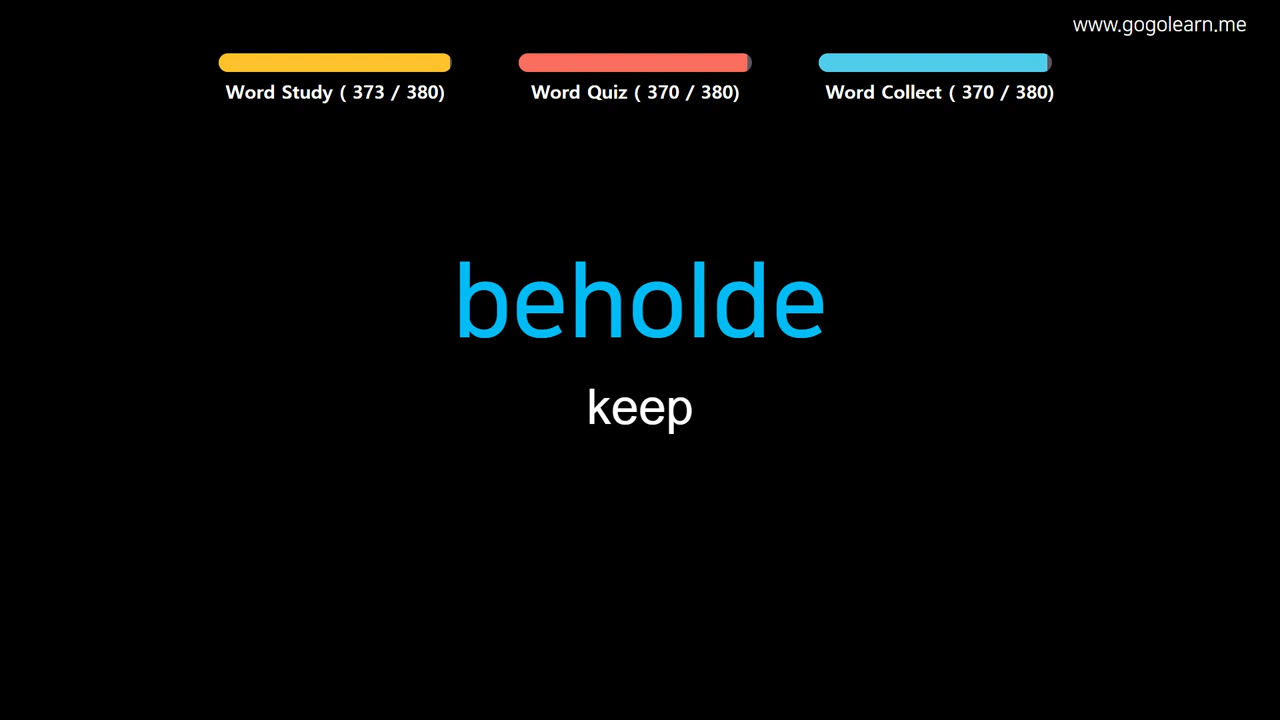 www.gogolearn.me
Word Study ( 373 / 380)
Word Quiz ( 370 / 380)
Word Collect ( 370 / 380)
beholde
keep